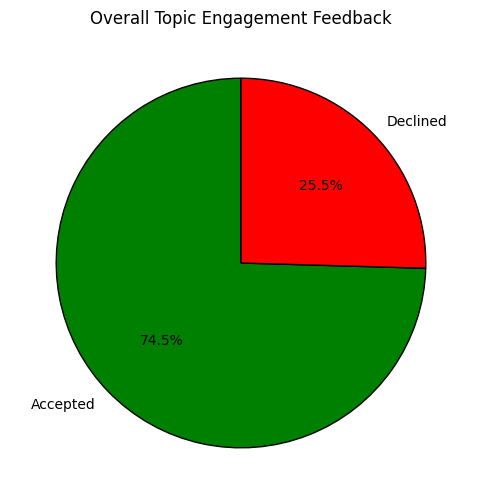 Overall Topic Engagement Feedback
Declined
25.5%
74.5%
Accepted